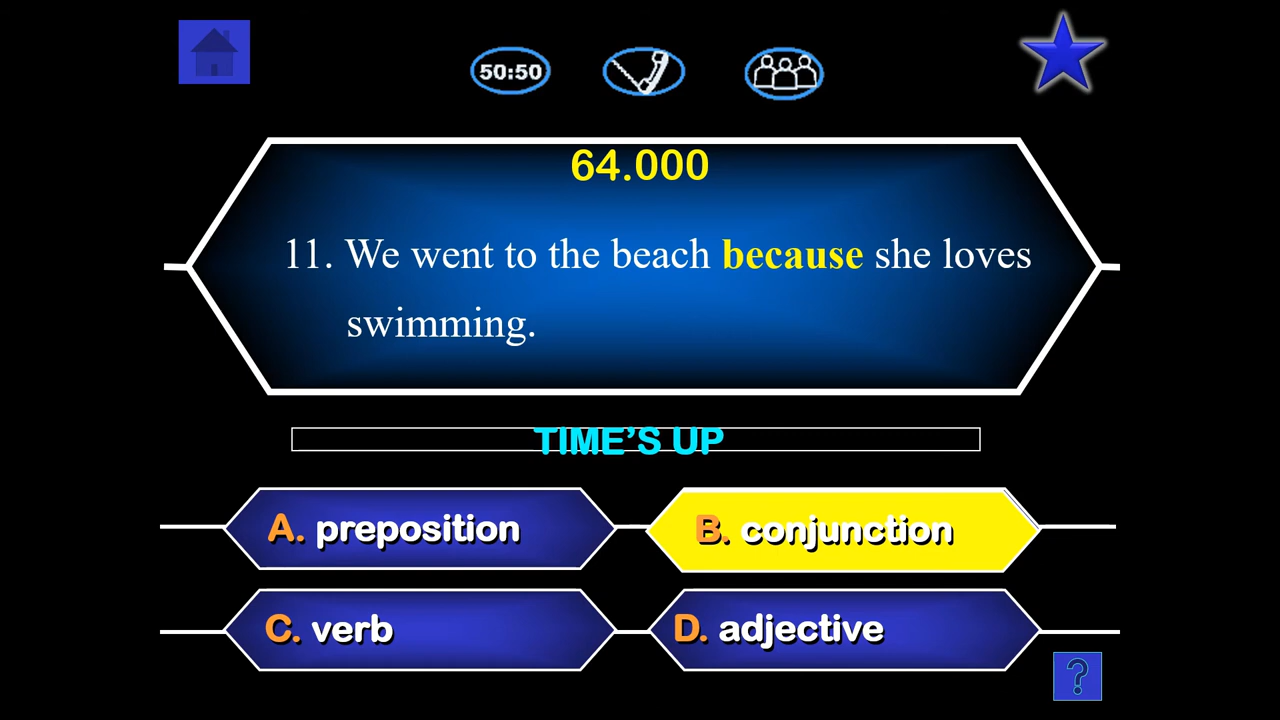 50:50
64.000
11. We went to the beach because she loves
swimming.
TIME’S UP
A. preposition
B. conjunction
C. verb
D. adjective
?